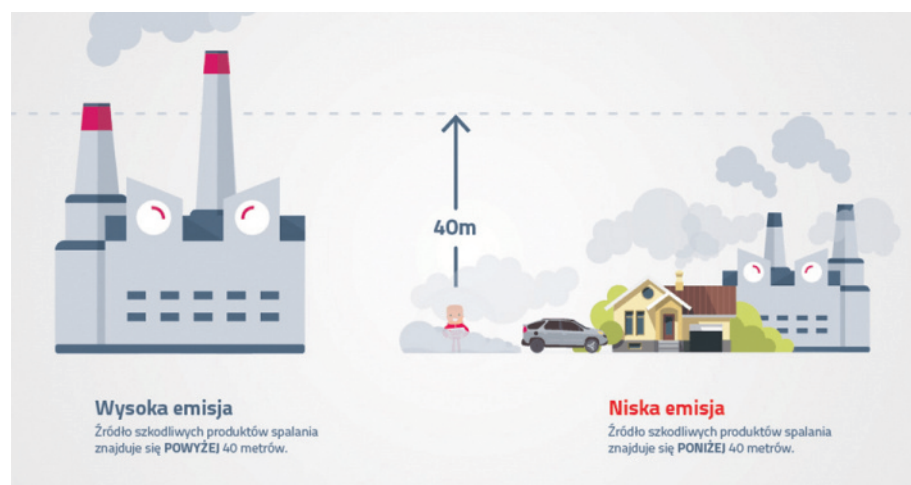 40m
Wysoka emisja
Źródło szkodliwych produktów spalania
znajduje się POWYŻEJ 40 metrów.
Niska emisja
Źródło szkodliwych produktów spalania
znajduje się PONIŻEJ 40 metrów.